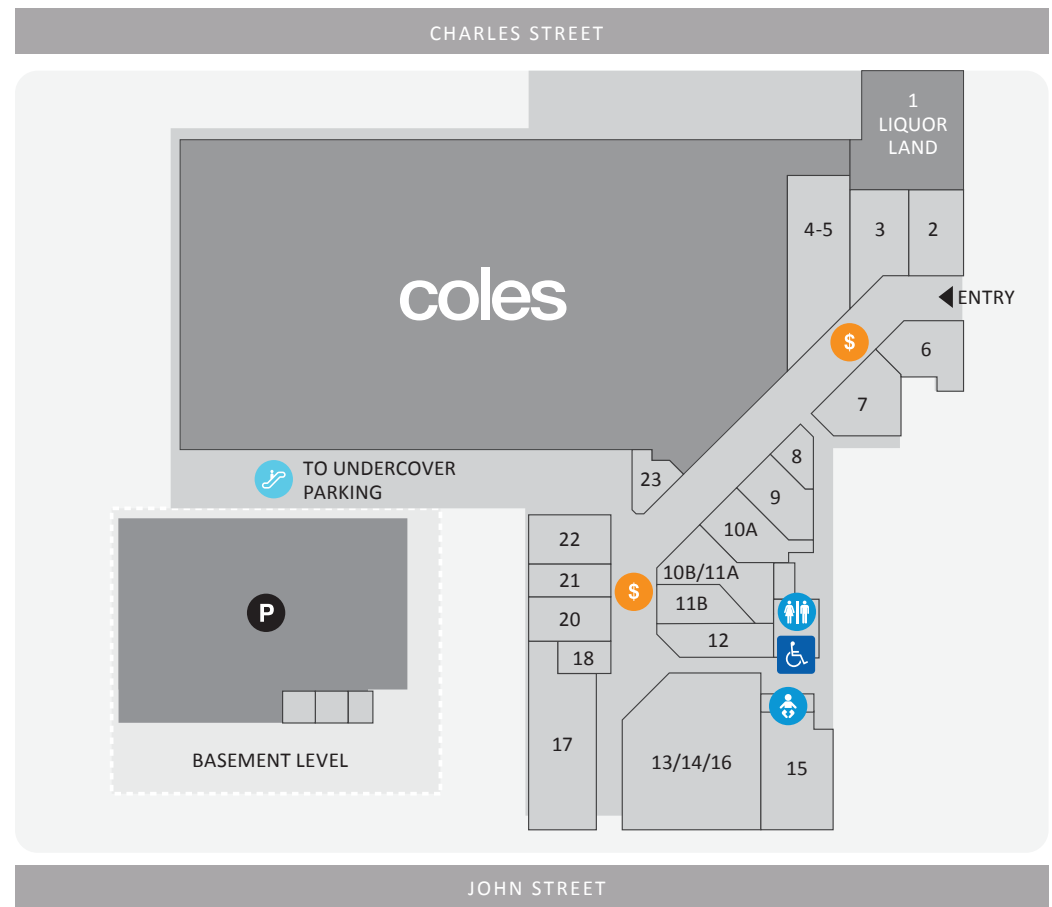 CHARLES STREET
1
LIQUOR
LAND
4-5
3
2
coles
ENTRY
$
6
7
TO UNDERCOVER
PARKING
23
8
9
10A
22
10B/11A
21
$
11B
P
20
12
18
17
13/14/16
15
BASEMENT LEVEL
JOHN STREET